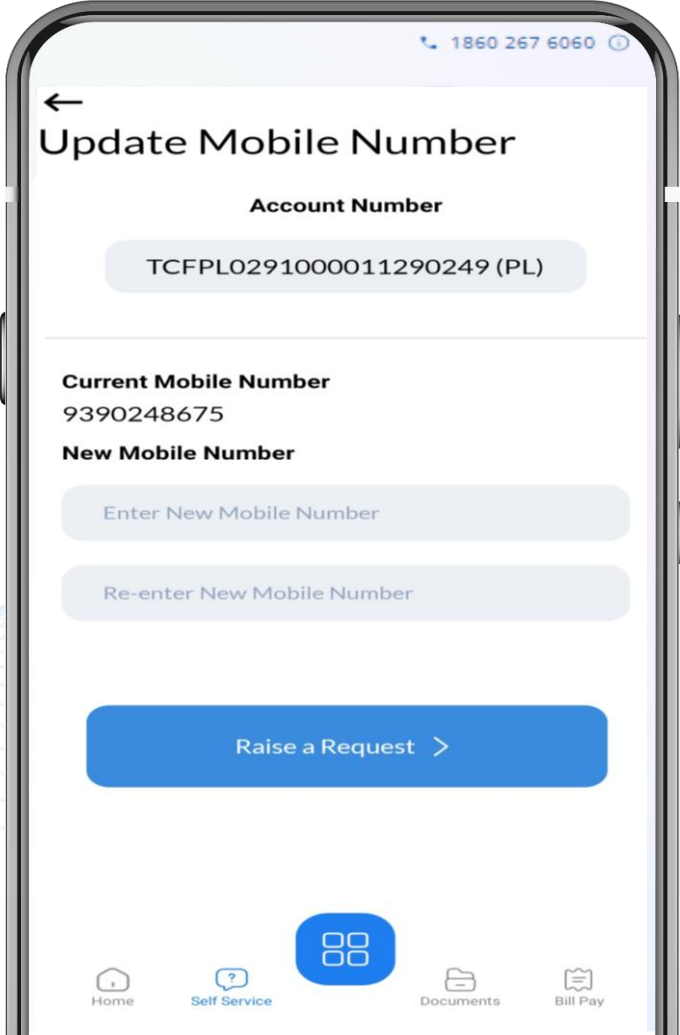 1860 267 6060
Update Mobile Number
Account Number
TCFPL0291000011290249 (PL)
Current Mobile Number
9390248675
New Mobile Number
Enter New Mobile Number
Re-enter New Mobile Number
Raise a Request
Home
Self Service
Documents
Bill Pay